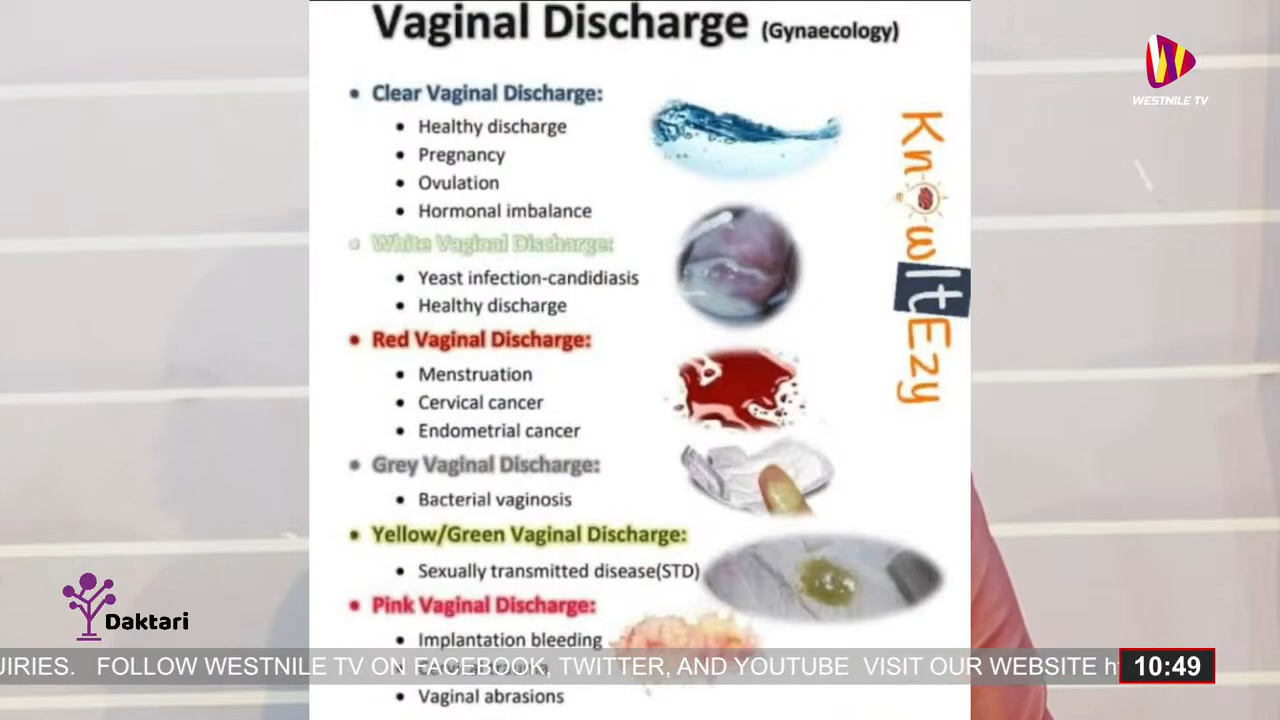 Vaginal Discharge (Gynaecology)
Clear Vaginal Discharge:
Healthy discharge
Pregnancy
Ovulation
Hormonal imbalance
White Vaginal Discharge:
Yeast infection-candidiasis
Healthy discharge
Red Vaginal Discharge:
Menstruation
Cervical cancer
Endometrial cancer
Grey Vaginal Discharge:
Bacterial vaginosis
Yellow/Green Vaginal Discharge:
Sexually transmitted disease(STD)
Pink Vaginal Discharge:
Implantation bleeding
Vaginal abrasions
KnowItEzy
WESTNILE TV
Daktari
UIRIES. FOLLOW WESTNILE TV ON FACEBOOK, TWITTER, AND YOUTUBE VISIT OUR WEBSITE
10:49